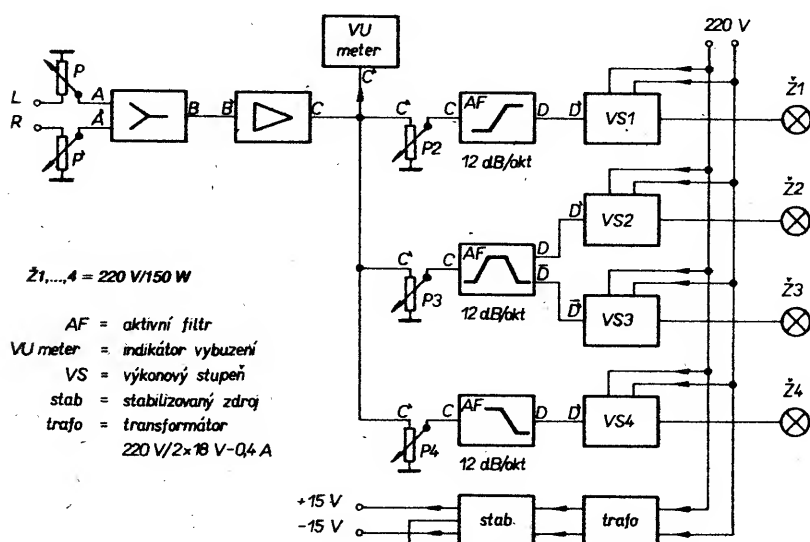 VU
meter
220 V
P
L
A
Á
R
P
B
B
C
C
C
C
P2
AF
12 dB/okt
D
D
VS1
Ž1
VS2
Ž2
C
C
P3
AF
12 dB/okt
D
D̄
D
D̄
VS3
Ž3
C
C
P4
AF
12 dB/okt
D
D
VS4
Ž4
Ž1,...,4 = 220 V/150 W
AF = aktivní filtr
VU meter = indikátor vybuzení
VS = výkonový stupeň
stab = stabilizovaný zdroj
trafo = transformátor
220 V/2×18 V-0,4 A
+15 V
-15 V
stab.
trafo